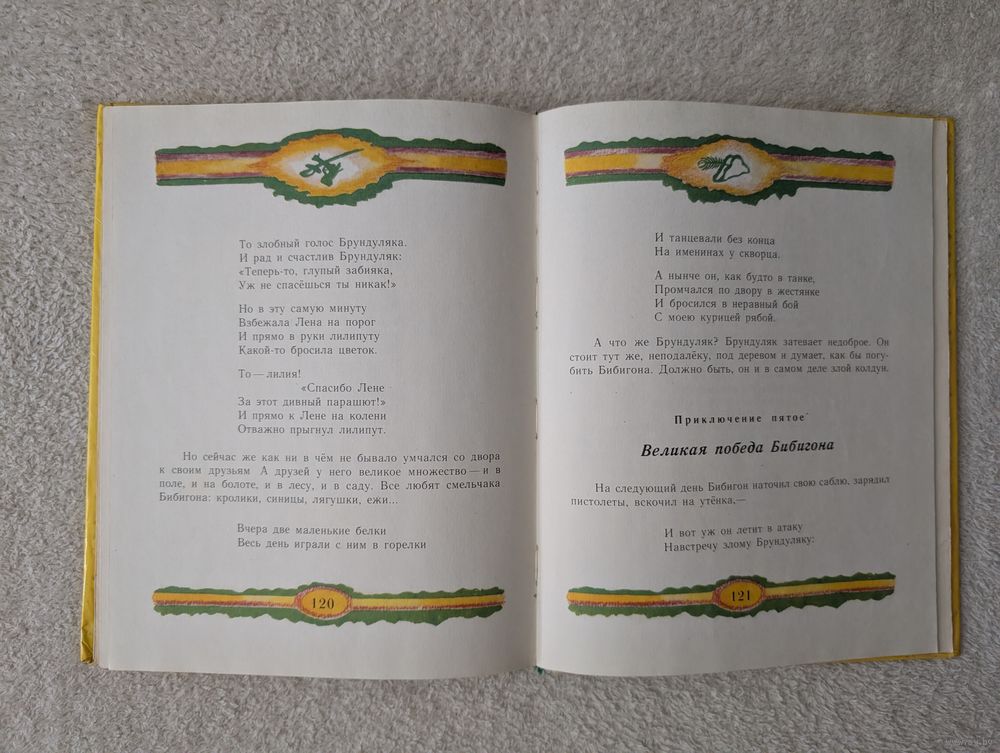 То злобный голос Брундуляка.
И рад и счастлив Брундуляк:
«Теперь-то, глупый забияка,
Уж не спасёшься ты никак!»
Но в эту самую минуту
Взбежала Лена на порог
И прямо в руки лилипуту
Какой-то бросила цветок.
То — лилия!
«Спасибо Лене
За этот дивный парашют!»
И прямо к Лене на колени
Отважно прыгнул лилипут.
Но сейчас же как ни в чём не бывало умчался со двора
к своим друзьям А друзей у него великое множество — и в
поле, и на болоте, и в лесу, и в саду. Все любят смельчака
Бибигона: кролики, синицы, лягушки, ежи...
Вчера две маленькие белки
Весь день играли с ним в горелки
120
И танцевали без конца
На именинах у скворца.
А нынче он, как будто в танке,
Промчался по двору в жестянке
И бросился в неравный бой
С моею курицей рябой.
А что же Брундуляк? Брундуляк затевает недоброе. Он
стоит тут же, неподалёку, под деревом и думает, как бы погу-
бить Бибигона. Должно быть, он и в самом деле злой колдун.
Приключение пятое
Великая победа Бибигона
На следующий день Бибигон наточил свою саблю, зарядил
пистолеты, вскочил на утёнка,—
И вот уж он летит в атаку
Навстречу злому Брундуляку:
121